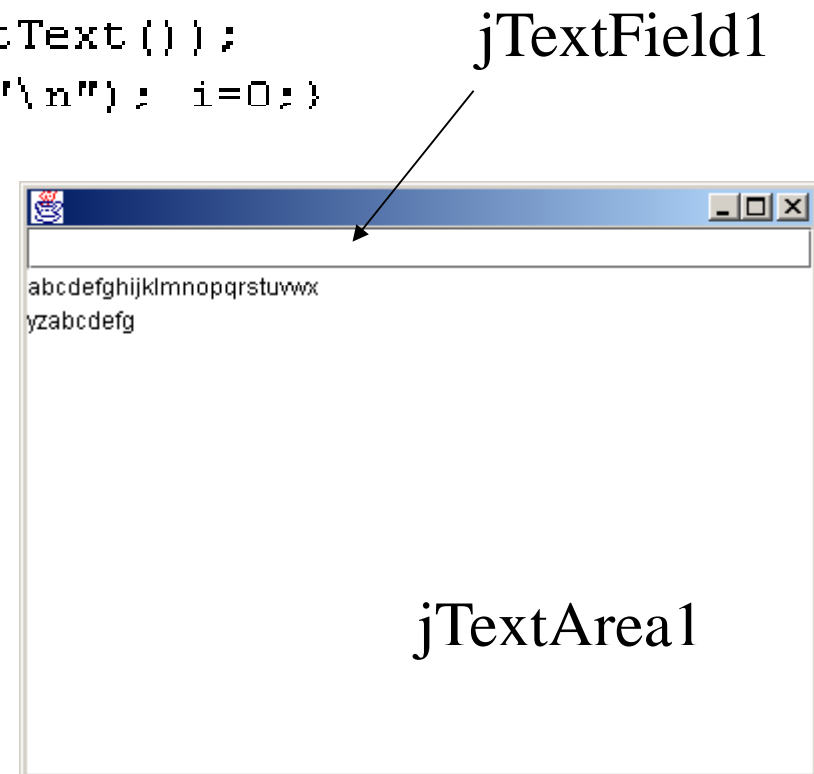 tText());
jTextField1
"\n"); i=0;}
abcdefghijklmnopqrstuvwx
yzabcdefg
jTextArea1